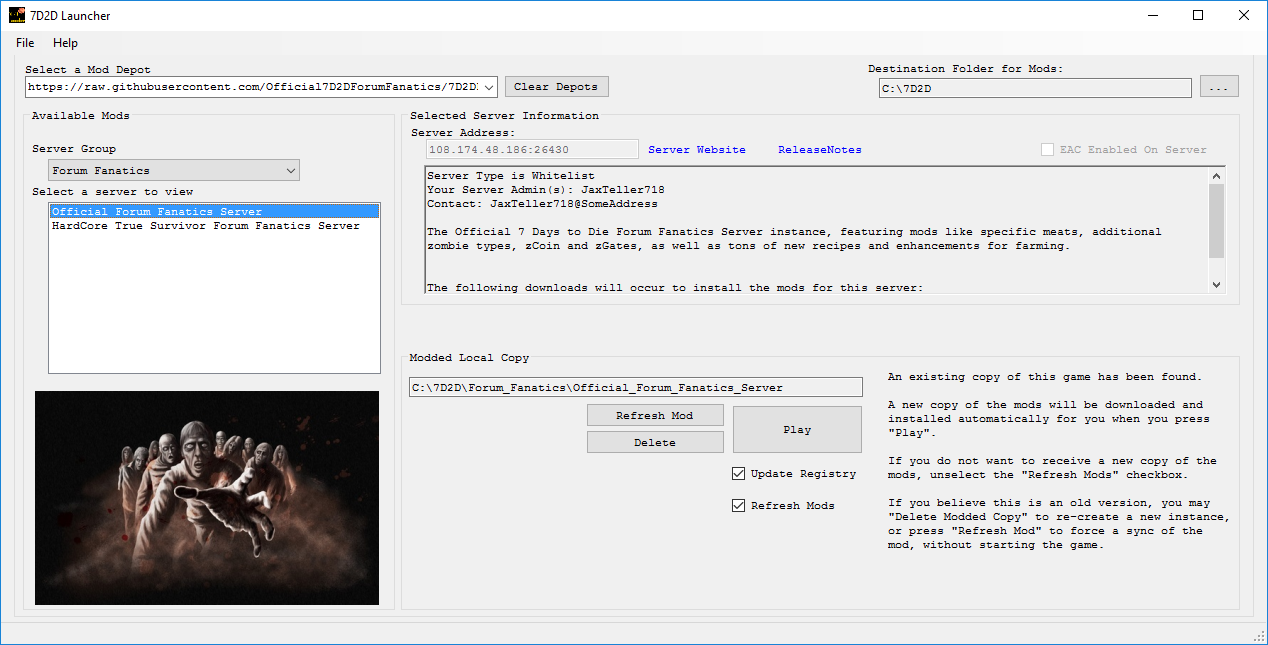 7D2D Launcher
File Help
Select a Mod Depot
https://raw.githubusercontent.com/Official7D2DForumFanatics/7D2D
Clear Depots
Destination Folder for Mods:
C:\7D2D
...
Available Mods
Server Group
Forum Fanatics
Select a server to view
Official Forum Fanatics Server
HardCore True Survivor Forum Fanatics Server
Selected Server Information
Server Address:
108.174.48.186:26430
Server Website
ReleaseNotes
EAC Enabled On Server
Server Type is Whitelist
Your Server Admin(s): JaxTeller718
Contact: JaxTeller718@SomeAddress
The Official 7 Days to Die Forum Fanatics Server instance, featuring mods like specific meats, additional
zombie types, zCoin and zGates, as well as tons of new recipes and enhancements for farming.
The following downloads will occur to install the mods for this server:
Modded Local Copy
C:\7D2D\Forum_Fanatics\Official_Forum_Fanatics_Server
Refresh Mod
Delete
Play
Update Registry
Refresh Mods
An existing copy of this game has been found.
A new copy of the mods will be downloaded and
installed automatically for you when you press
"Play".
If you do not want to receive a new copy of the
mods, unselect the "Refresh Mods" checkbox.
If you believe this is an old version, you may
"Delete Modded Copy" to re-create a new instance,
or press "Refresh Mod" to force a sync of the
mod, without starting the game.